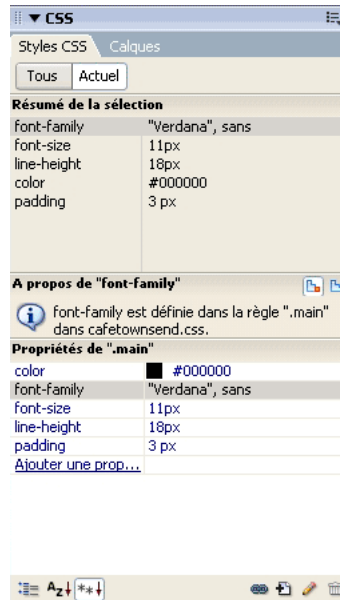 CSS
Styles CSS Calques
Tous Actuel
Résumé de la sélection
font-family "Verdana", sans
font-size 11px
line-height 18px
color #000000
padding 3 px
A propos de "font-family"
font-family est définie dans la règle ".main"
dans cafetownsend.css.
Propriétés de ".main"
color #000000
font-family "Verdana", sans
font-size 11px
line-height 18px
padding 3 px
Ajouter une prop...
AZ **